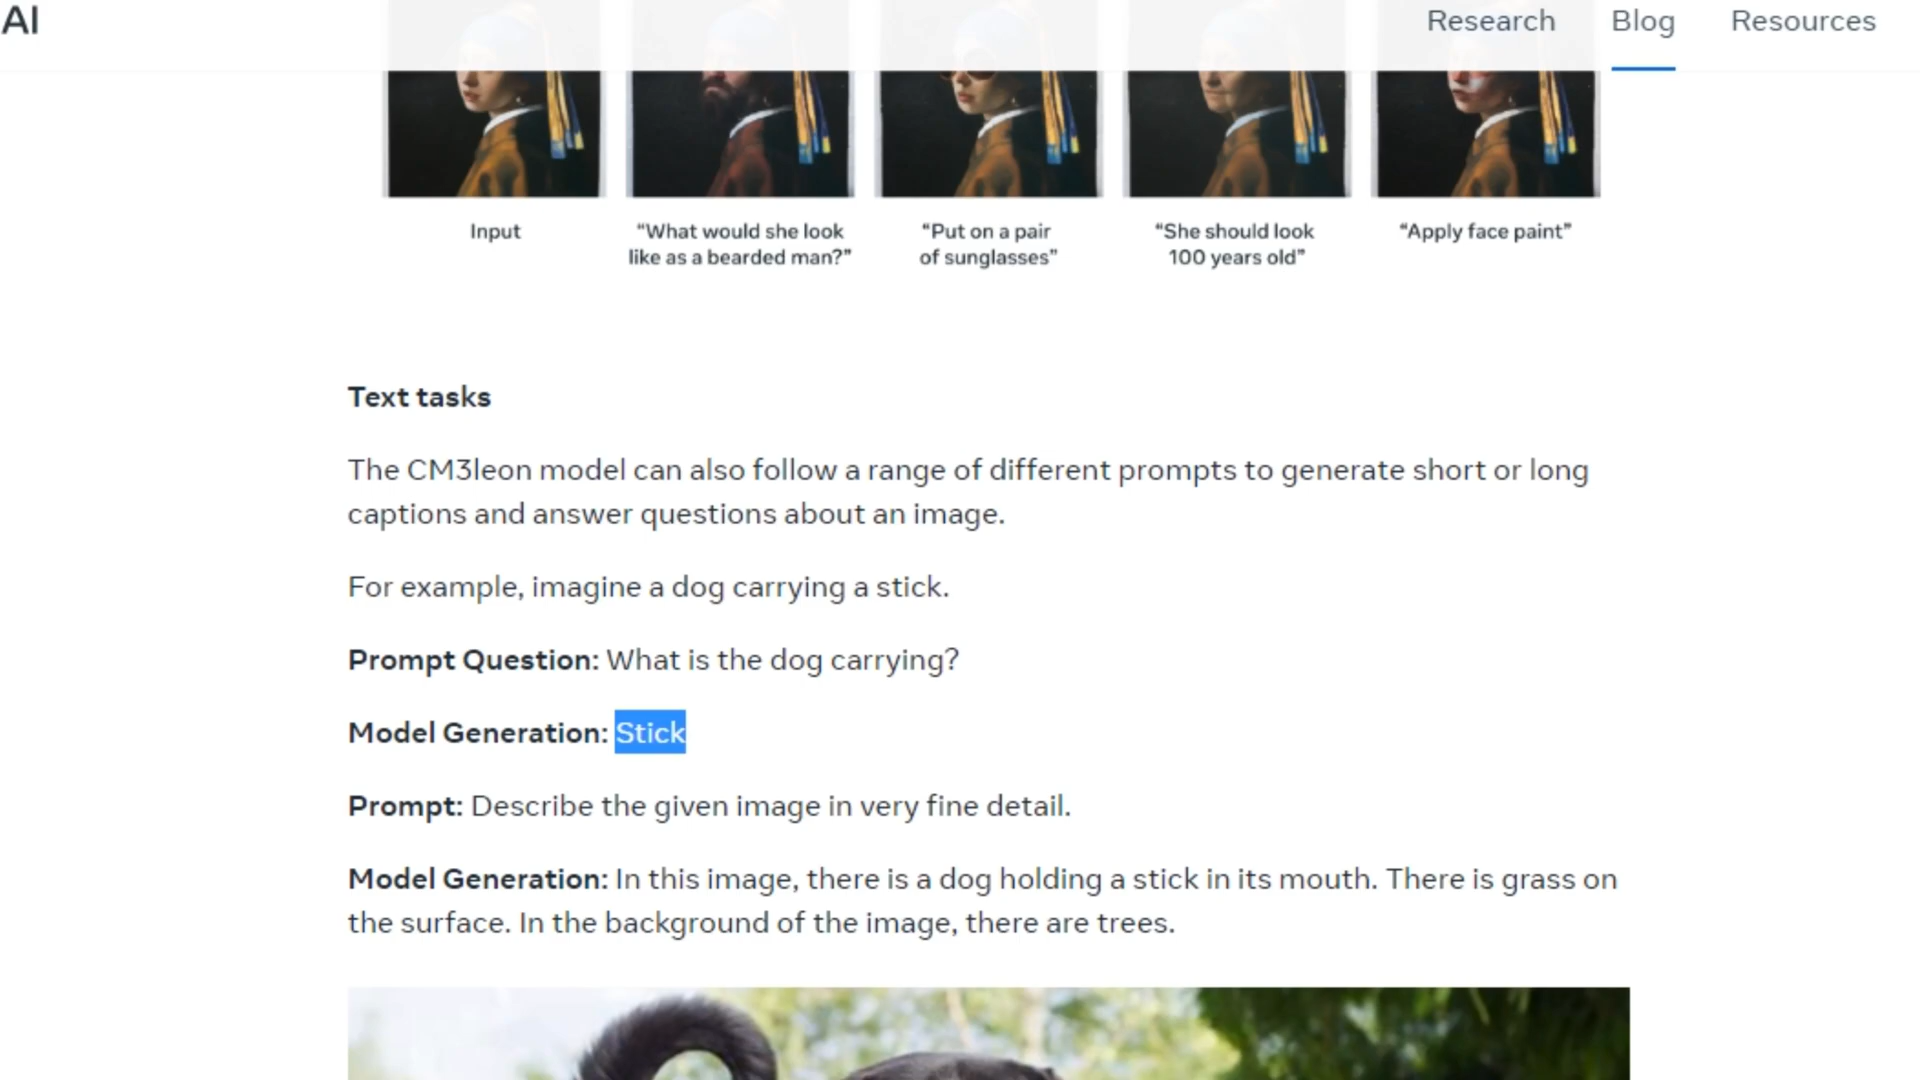 AI
Research
Blog
Resources
Input
“What would she look
like as a bearded man?”
“Put on a pair
of sunglasses”
“She should look
100 years old”
“Apply face paint”
Text tasks
The CM3leon model can also follow a range of different prompts to generate short or long
captions and answer questions about an image.
For example, imagine a dog carrying a stick.
Prompt Question: What is the dog carrying?
Model Generation: Stick
Prompt: Describe the given image in very fine detail.
Model Generation: In this image, there is a dog holding a stick in its mouth. There is grass on
the surface. In the background of the image, there are trees.